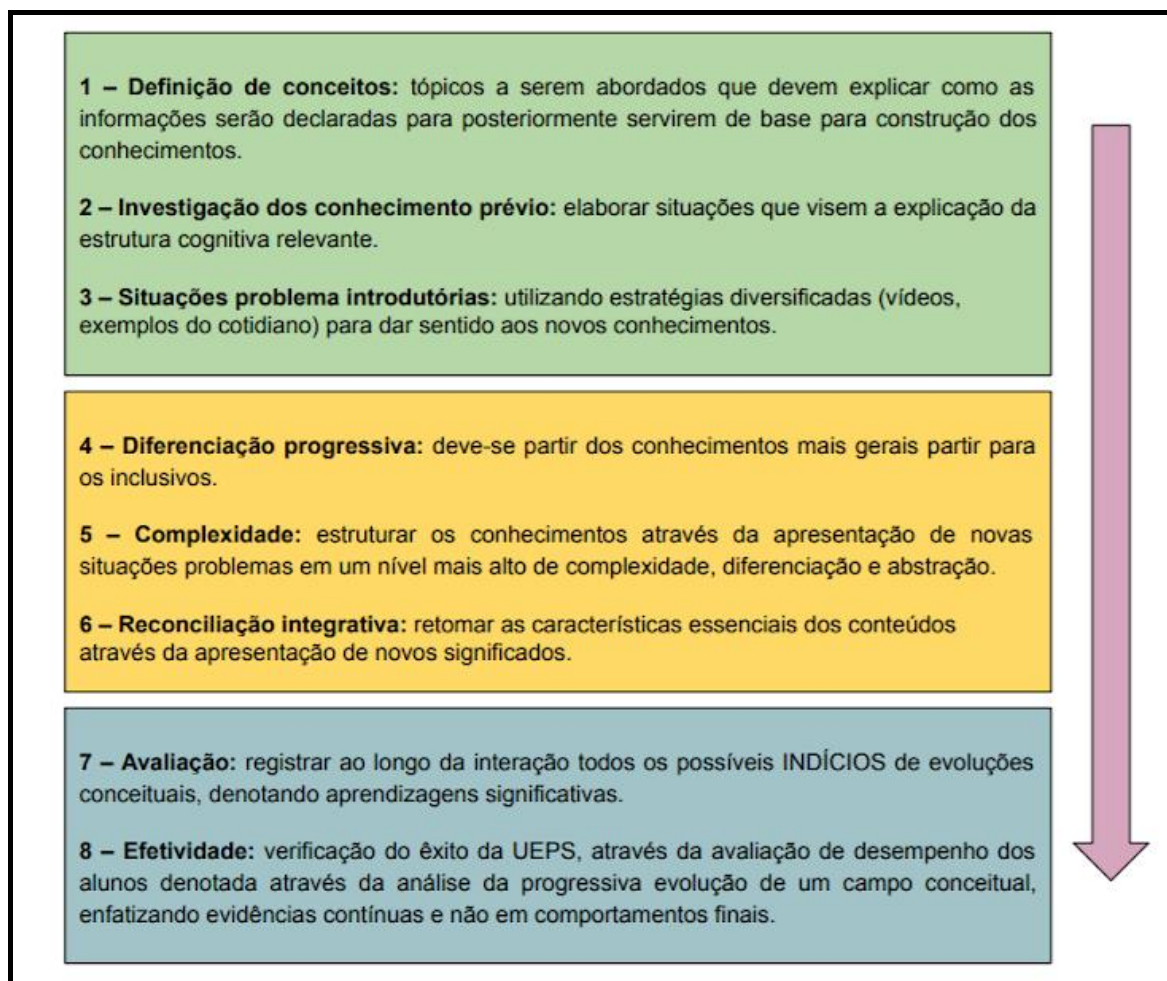 1 – Definição de conceitos: tópicos a serem abordados que devem explicar como as
informações serão declaradas para posteriormente servirem de base para construção dos
conhecimentos.
2 – Investigação dos conhecimento prévio: elaborar situações que visem a explicação da
estrutura cognitiva relevante.
3 – Situações problema introdutórias: utilizando estratégias diversificadas (vídeos,
exemplos do cotidiano) para dar sentido aos novos conhecimentos.
4 – Diferenciação progressiva: deve-se partir dos conhecimentos mais gerais partir para
os inclusivos.
5 – Complexidade: estruturar os conhecimentos através da apresentação de novas
situações problemas em um nível mais alto de complexidade, diferenciação e abstração.
6 – Reconciliação integrativa: retomar as características essenciais dos conteúdos
através da apresentação de novos significados.
7 – Avaliação: registrar ao longo da interação todos os possíveis INDÍCIOS de evoluções
conceituais, denotando aprendizagens significativas.
8 – Efetividade: verificação do êxito da UEPS, através da avaliação de desempenho dos
alunos denotada através da análise da progressiva evolução de um campo conceitual,
enfatizando evidências contínuas e não em comportamentos finais.